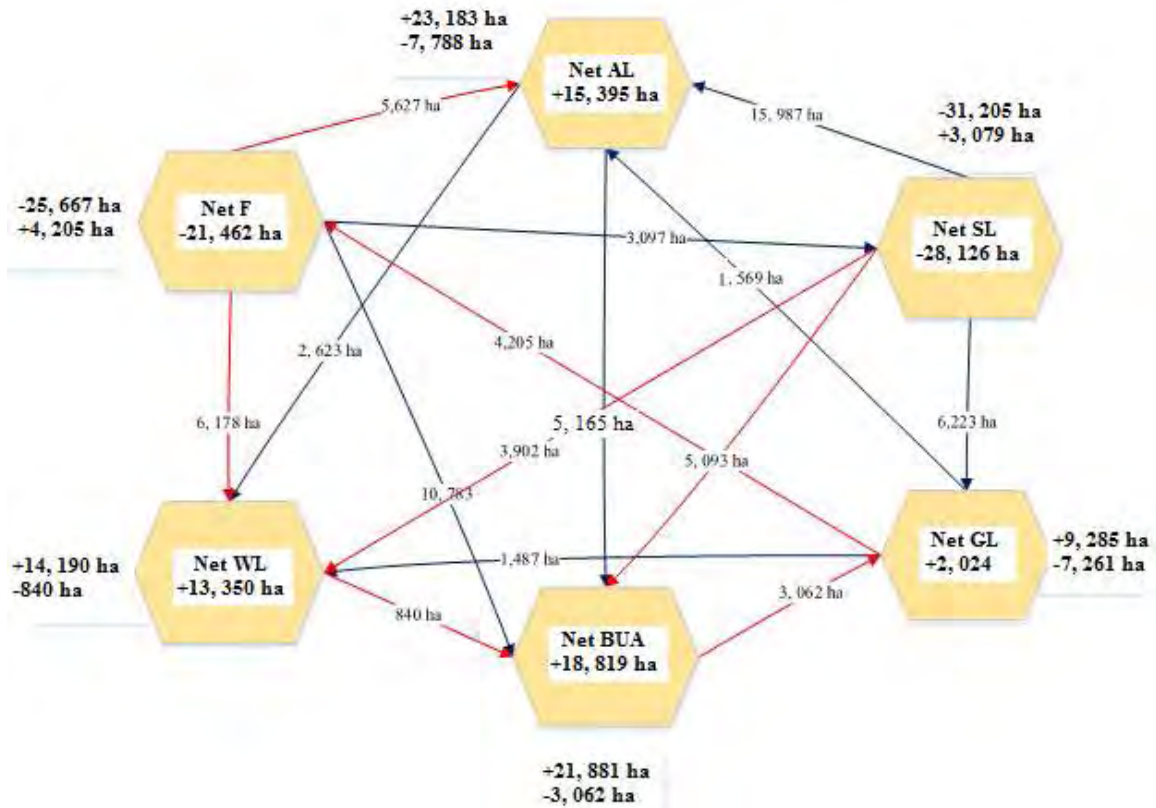 +23, 183 ha
-7, 788 ha
Net AL
+15, 395 ha
5,627 ha
15, 987 ha
-31, 205 ha
+3, 079 ha
-25, 667 ha
+4, 205 ha
Net F
-21, 462 ha
Net SL
-28, 126 ha
3,097 ha
1, 569 ha
2, 623 ha
4,205 ha
6, 178 ha
5, 165 ha
6,223 ha
3,902 ha
5, 093 ha
10, 783
+14, 190 ha
-840 ha
Net WL
+13, 350 ha
1,487 ha
Net GL
+2, 024
+9, 285 ha
-7, 261 ha
840 ha
3, 062 ha
Net BUA
+18, 819 ha
+21, 881 ha
-3, 062 ha